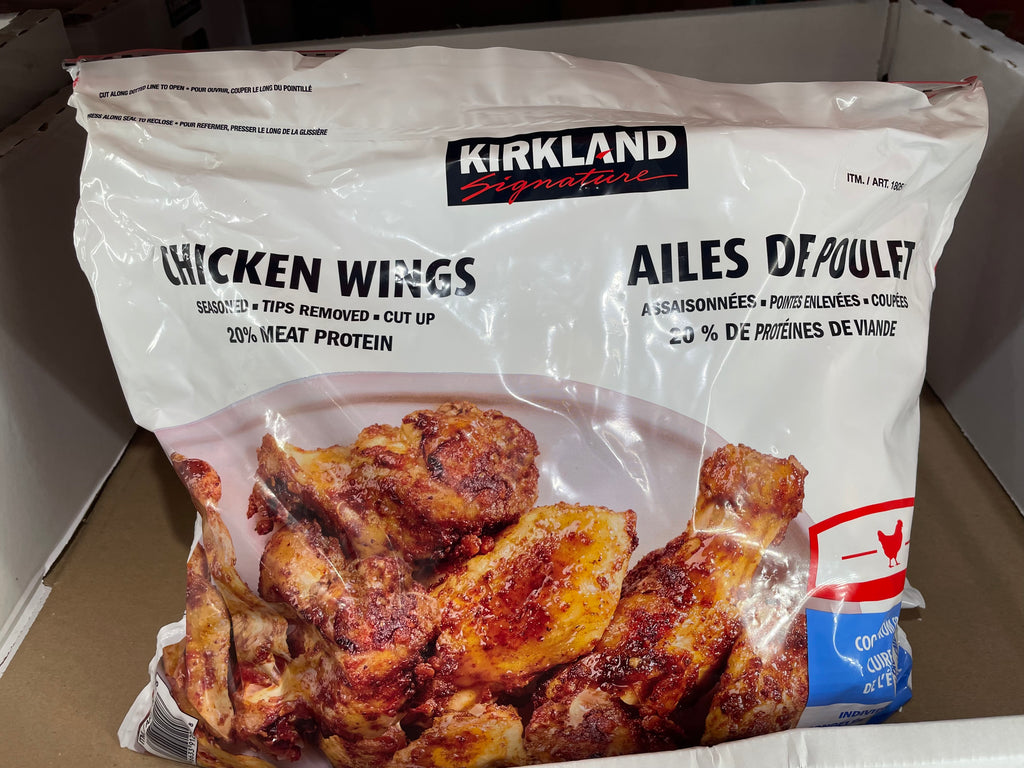 CUT ALONG DOTTED LINE TO OPEN ▪ POUR OUVRIR, COUPER LE LONG DU POINTILLÉ
PRESS ALONG SEAL TO RECLOSE ▪ POUR REFERMER, PRESSER LE LONG DE LA GLISSIÈRE
KIRKLAND
Signature
ITM. / ART.
CHICKEN WINGS
SEASONED ▪ TIPS REMOVED ▪ CUT UP
20% MEAT PROTEIN
AILES DE POULET
ASSAISONNÉES ▪ POINTES ENLEVÉES ▪ COUPÉES
20 % DE PROTÉINES DE VIANDE